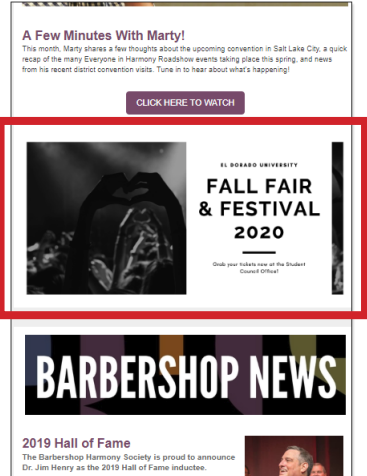 A Few Minutes With Marty!
This month, Marty shares a few thoughts about the upcoming convention in Salt Lake City, a quick
recap of the many Everyone in Harmony Roadshow events taking place this spring, and news
from his recent district convention visits. Tune in to hear about what's happening!
CLICK HERE TO WATCH
EL DORADO UNIVERSITY
FALL FAIR
& FESTIVAL
2020
Grab your tickets now at the Student
Council Office!
BARBERSHOP NEWS
2019 Hall of Fame
The Barbershop Harmony Society is proud to announce
Dr. Jim Henry as the 2019 Hall of Fame inductee.